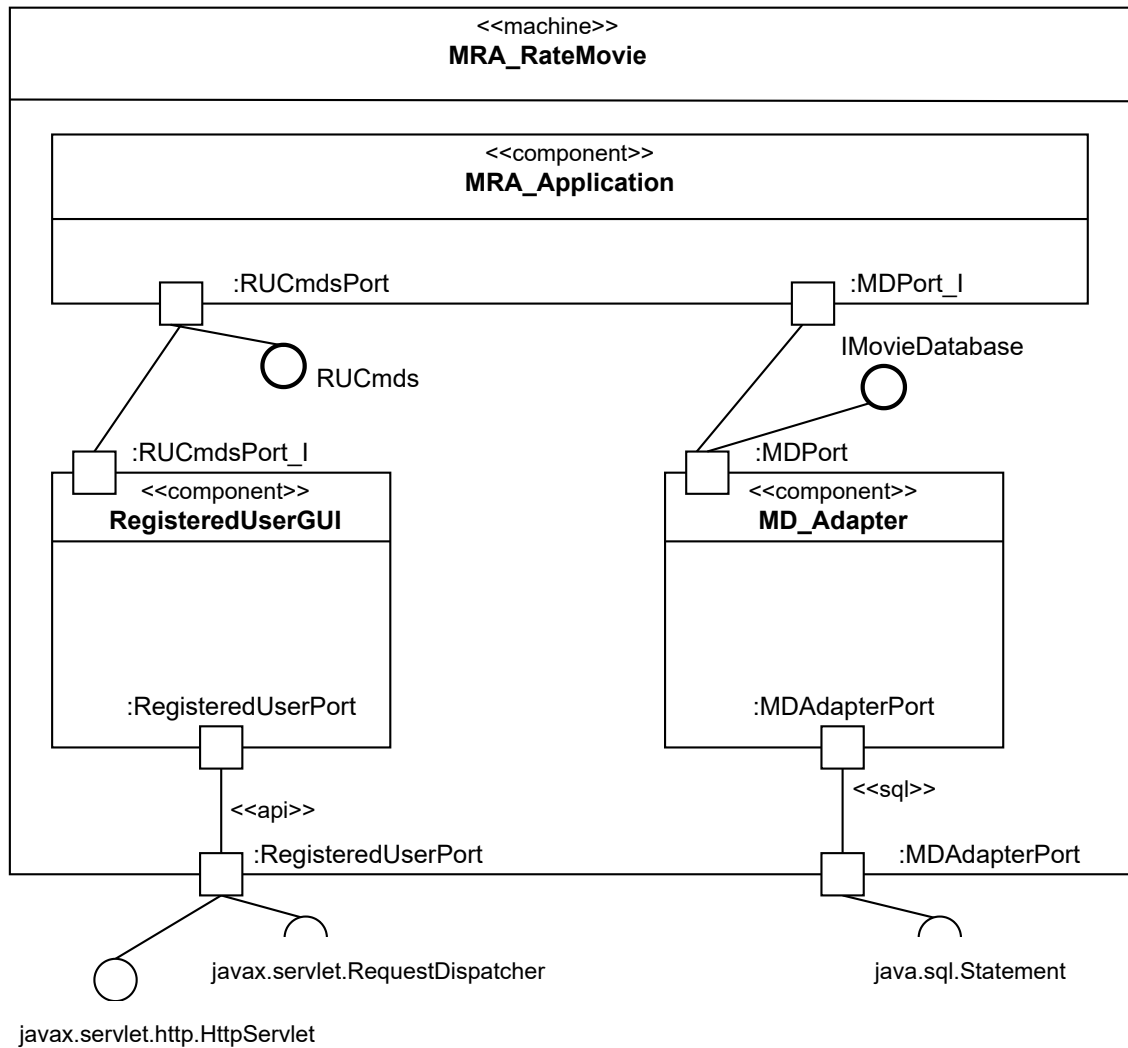 <<machine>>
MRA_RateMovie
<<component>>
MRA_Application
:RUCmdsPort
:MDPort_I
IMovieDatabase
RUCmds
:RUCmdsPort_I
:MDPort
<<component>>
RegisteredUserGUI
<<component>>
MD_Adapter
:RegisteredUserPort
:MDAdapterPort
<<api>>
<<sql>>
:RegisteredUserPort
:MDAdapterPort
javax.servlet.RequestDispatcher
java.sql.Statement
javax.servlet.http.HttpServlet